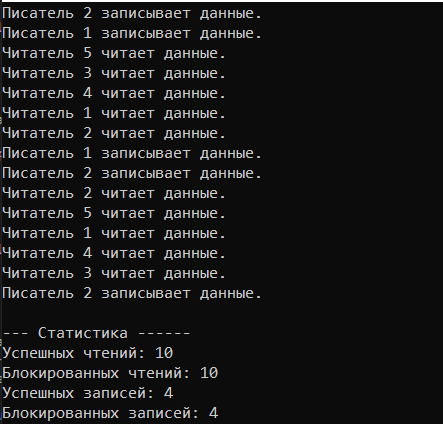 Писатель 2 записывает данные.
Писатель 1 записывает данные.
Читатель 5 читает данные.
Читатель 3 читает данные.
Читатель 4 читает данные.
Читатель 1 читает данные.
Читатель 2 читает данные.
Писатель 1 записывает данные.
Писатель 2 записывает данные.
Читатель 2 читает данные.
Читатель 5 читает данные.
Читатель 1 читает данные.
Читатель 4 читает данные.
Читатель 3 читает данные.
Писатель 2 записывает данные.
--- Статистика ------
Успешных чтений: 10
Блокированных чтений: 10
Успешных записей: 4
Блокированных записей: 4